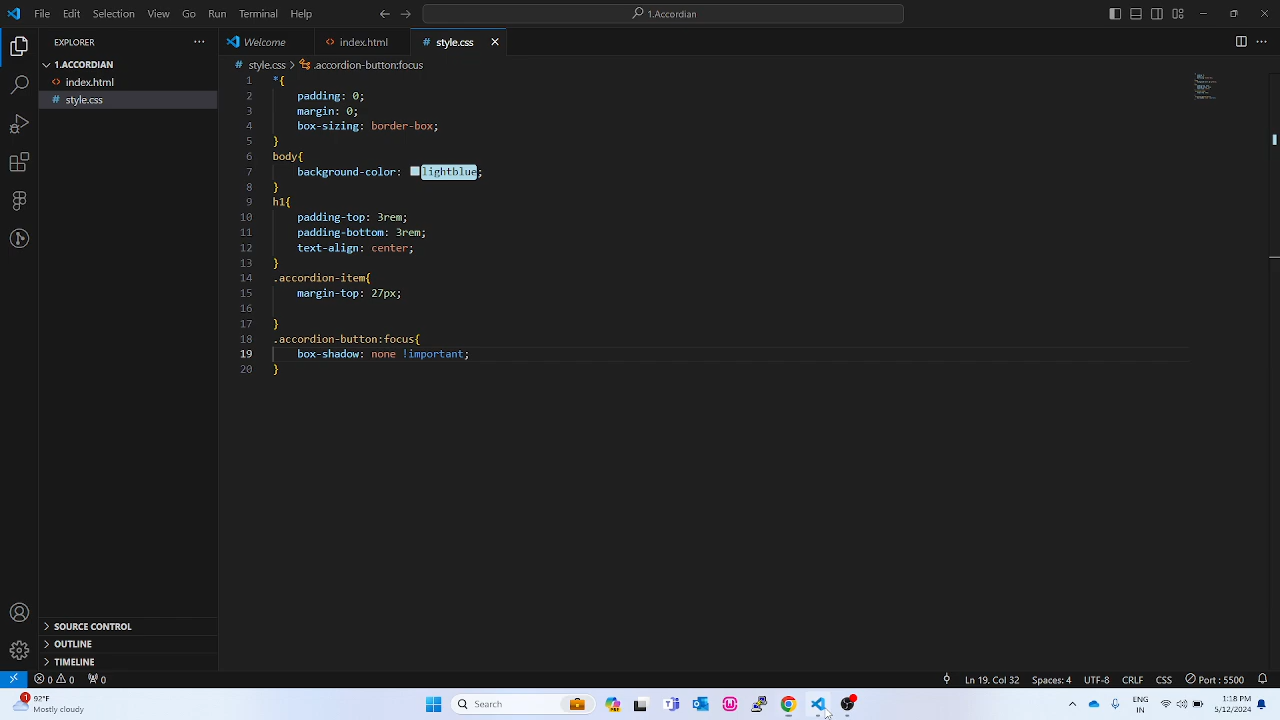 File Edit Selection View Go Run Terminal Help
1.Accordian
EXPLORER
Welcome
index.html
style.css
1.ACCORDIAN
index.html
style.css
style.css > .accordion-button:focus
1 *{
2 padding: 0;
3 margin: 0;
4 box-sizing: border-box;
5 }
6 body{
7 background-color: lightblue;
8 }
9 h1{
10 padding-top: 3rem;
11 padding-bottom: 3rem;
12 text-align: center;
13 }
14 .accordion-item{
15 margin-top: 27px;
16
17 }
18 .accordion-button:focus{
19 box-shadow: none !important;
20 }
SOURCE CONTROL
OUTLINE
TIMELINE
0 0 0
Ln 19, Col 32 Spaces: 4 UTF-8 CRLF CSS Port : 5500
1
92°F
Mostly cloudy
Search
ENG
IN
1:18 PM
5/12/2024